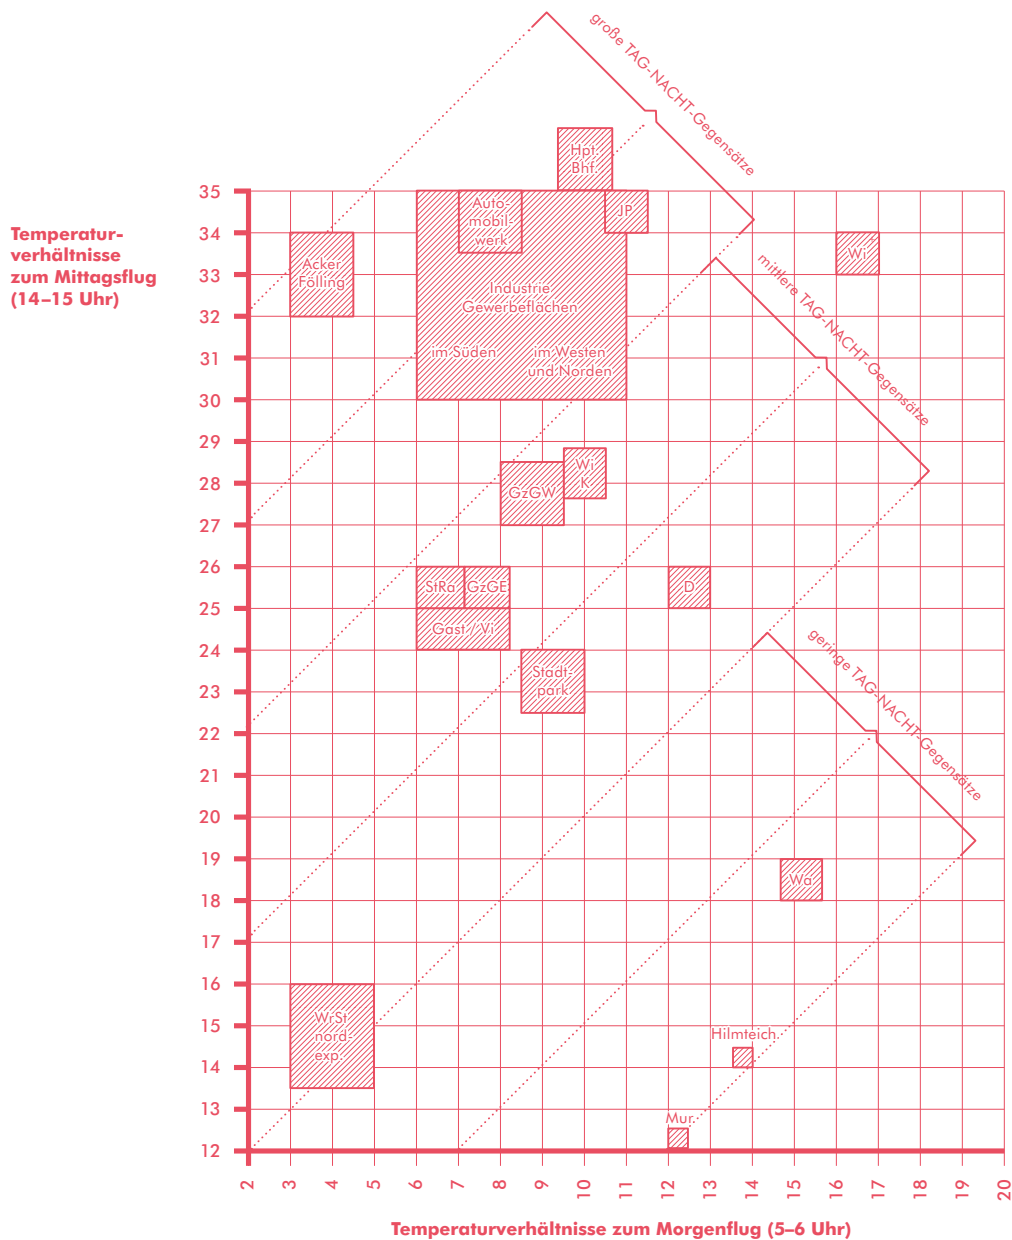 große TAG-NACHT-Gegensätze
Hpt.
Bhf.
Temperatur-
verhältnisse
zum Mittagsflug
(14–15 Uhr)
35
34
33
32
31
30
29
28
27
26
25
24
23
22
21
20
19
18
17
16
15
14
13
12
Auto-
mobil-
werk
JP
Wi
Acker
Fölling
mittlere TAG-NACHT-Gegensätze
Industrie
Gewerbeflächen
im Süden
im Westen
und Norden
Wi
K
GzGW
StRa
GzGE
D
Gast / Vi
Stadt-
park
geringe TAG-NACHT-Gegensätze
Wa
WrSt
nord-
exp.
Hilmteich.
Mur.
2 3 4 5 6 7 8 9 10 11 12 13 14 15 16 17 18 19 20
Temperaturverhältnisse zum Morgenflug (5–6 Uhr)